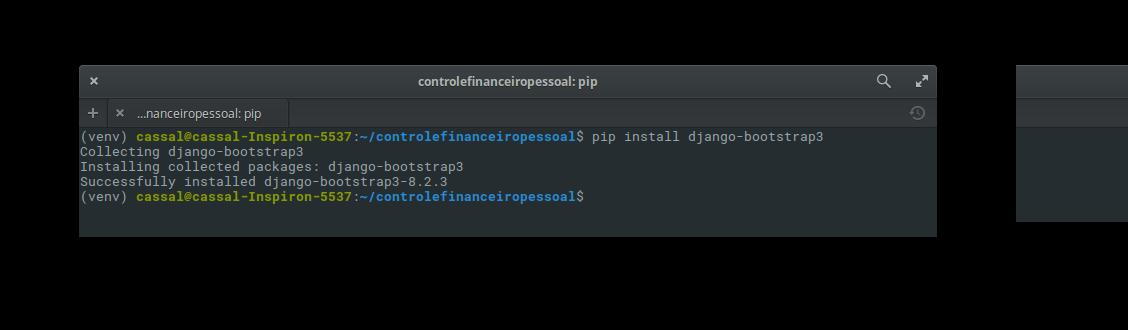 controlefinanceiropessoal: pip
...nanceiropessoal: pip
(venv) cassal@cassal-Inspiron-5537:~/controlefinanceiropessoal$ pip install django-bootstrap3
Collecting django-bootstrap3
Installing collected packages: django-bootstrap3
Successfully installed django-bootstrap3-8.2.3
(venv) cassal@cassal-Inspiron-5537:~/controlefinanceiropessoal$